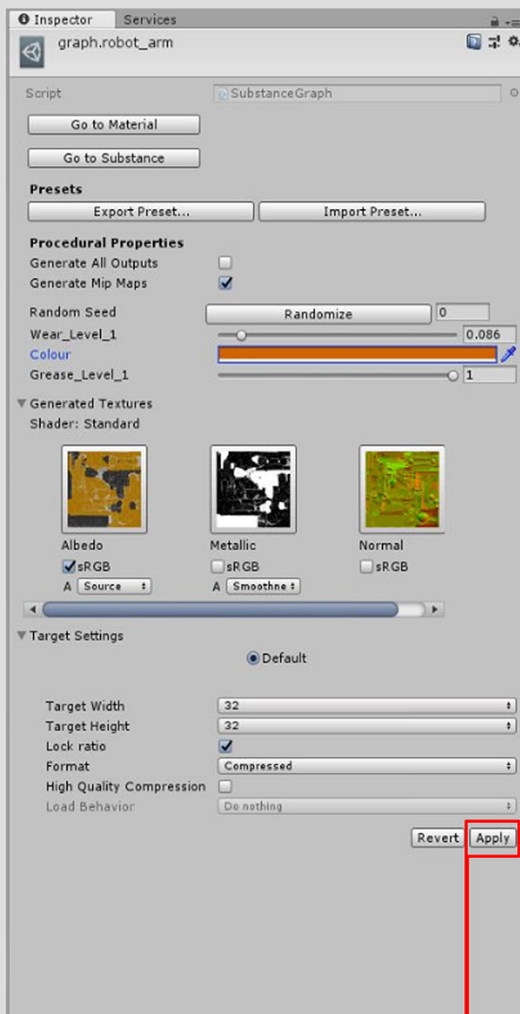 Inspector Services
graph.robot_arm
Script SubstanceGraph
Go to Material
Go to Substance
Presets
Export Preset... Import Preset...
Procedural Properties
Generate All Outputs
Generate Mip Maps
Random Seed Randomize 0
Wear_Level_1 0.086
Colour
Grease_Level_1 1
Generated Textures
Shader: Standard
Albedo Metallic Normal
sRGB sRGB sRGB
A Source A Smoothne
Target Settings
Default
Target Width 32
Target Height 32
Lock ratio
Format Compressed
High Quality Compression
Load Behavior Do nothing
Revert Apply